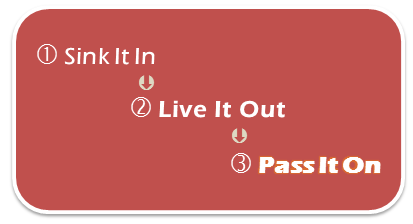 ① Sink It In
② Live It Out
③ Pass It On